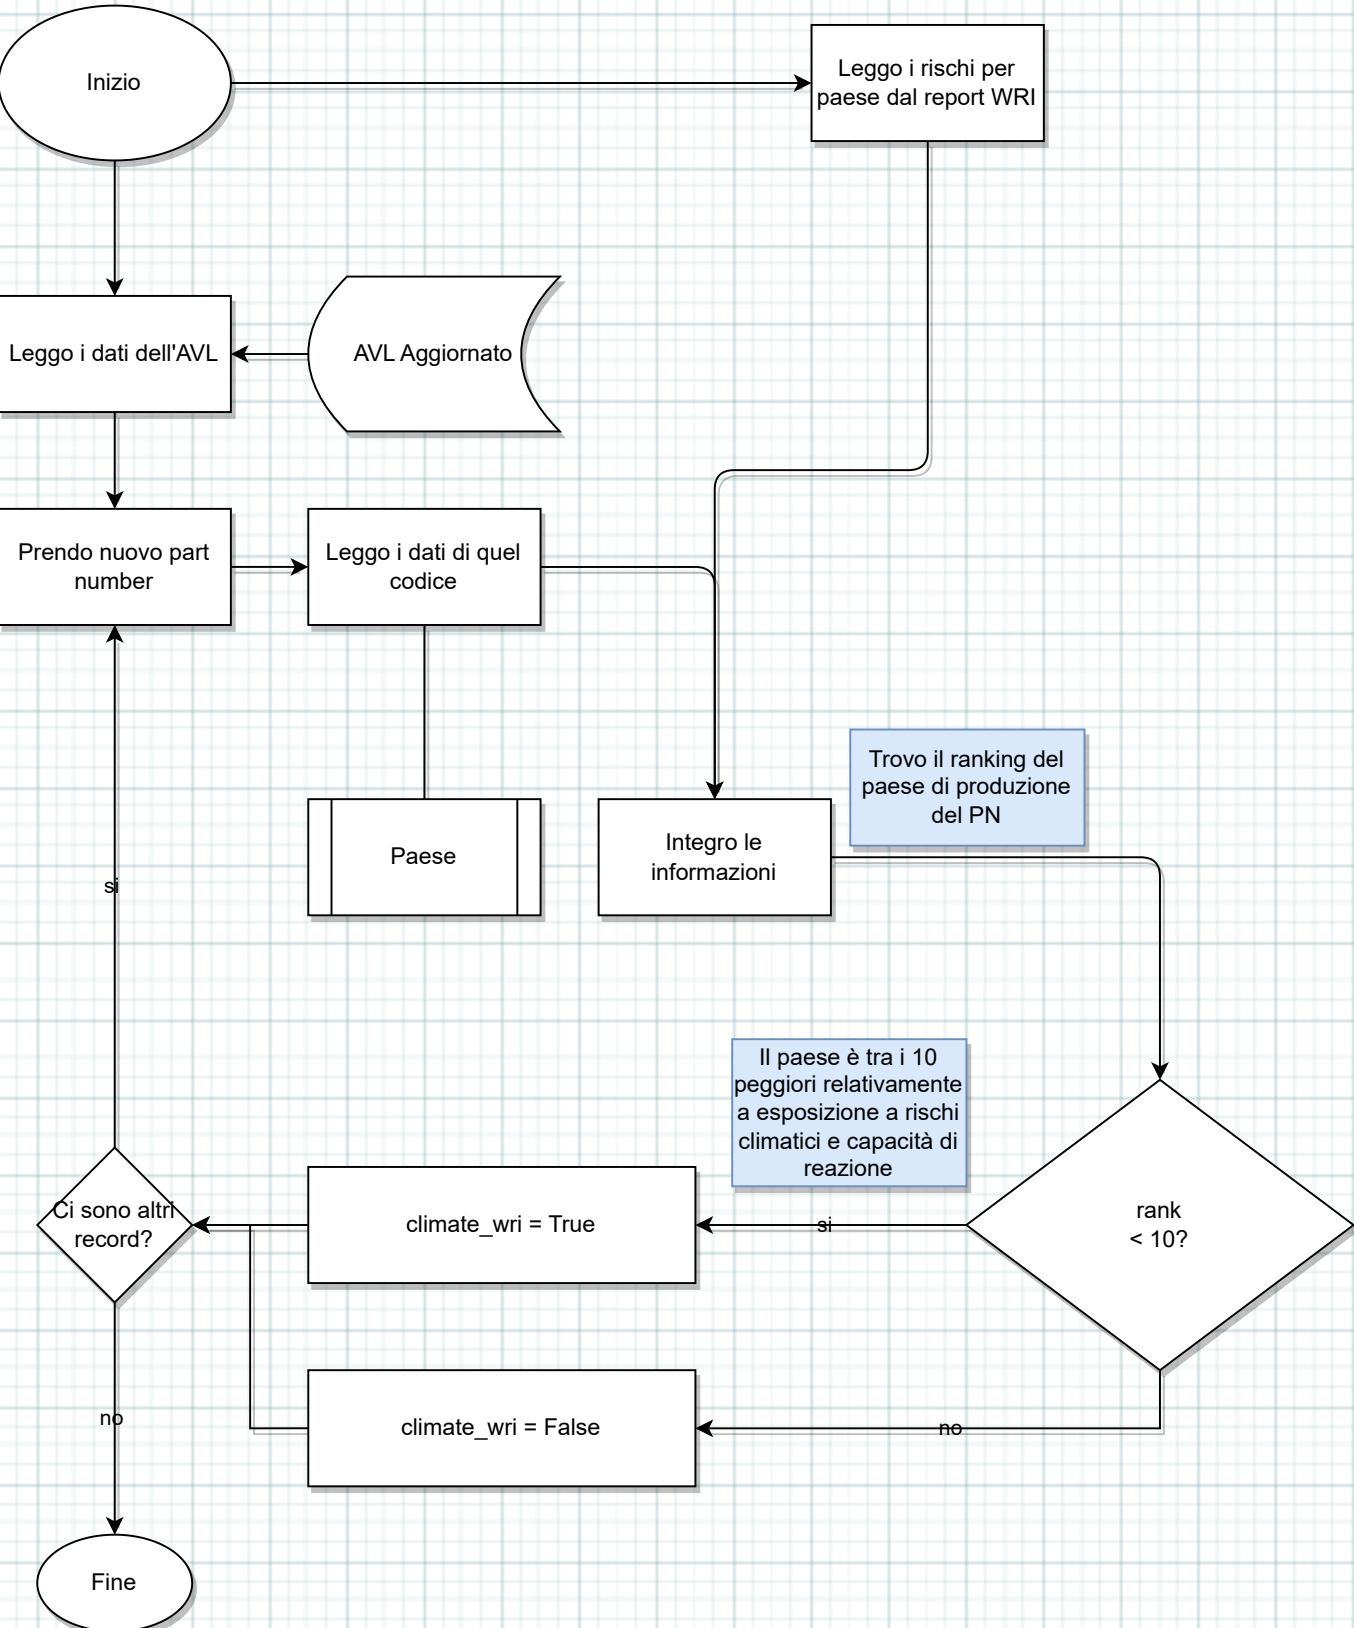 Inizio
Leggo i rischi per
paese dal report WRI
Leggo i dati dell'AVL
AVL Aggiornato
Prendo nuovo part
number
Leggo i dati di quel
codice
Trovo il ranking del
paese di produzione
del PN
Paese
Integro le
informazioni
si
Il paese è tra i 10
peggiori relativamente
a esposizione a rischi
climatici e capacità di
reazione
Ci sono altri
record?
climate_wri = True
si
rank
< 10?
no
climate_wri = False
no
Fine